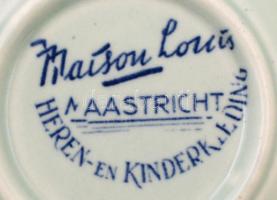 Maison Louis
MAASTRICHT
HEREN- EN KINDERKLEDING